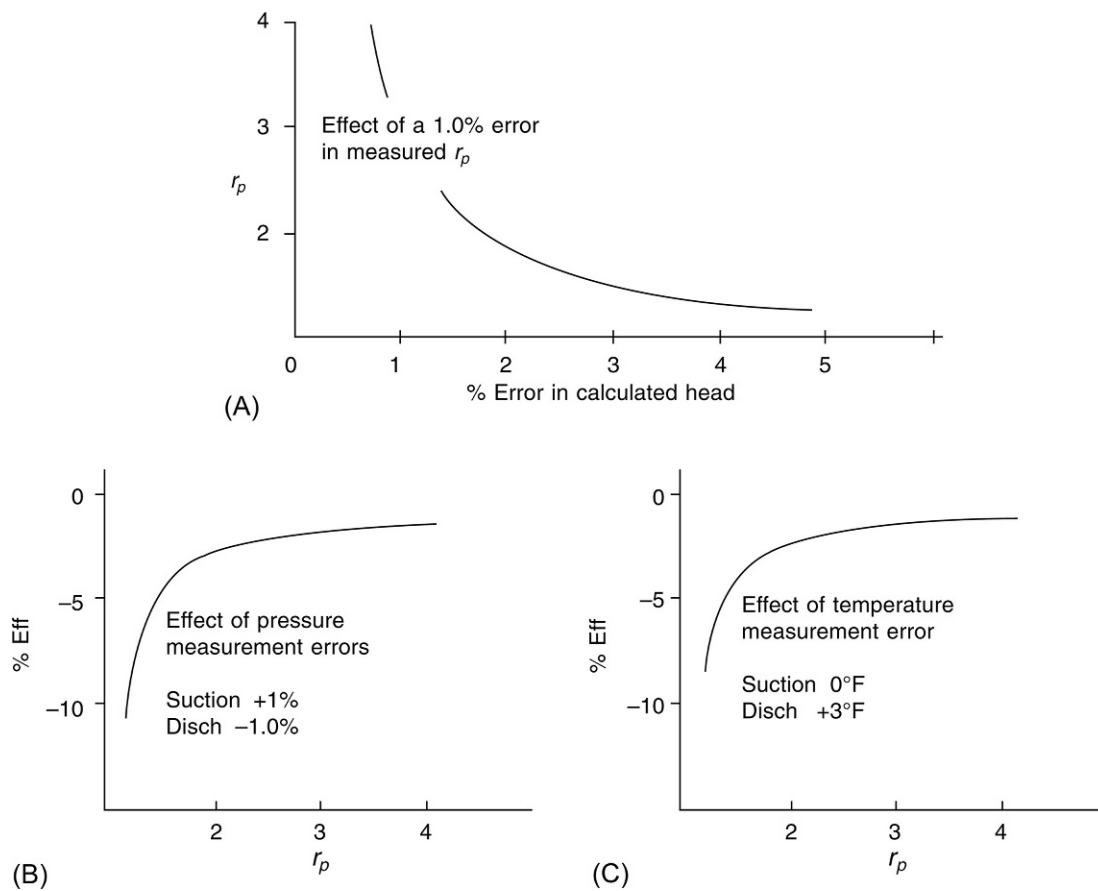 4
3
2
r_p
Effect of a 1.0% error
in measured r_p
0 1 2 3 4 5
% Error in calculated head
(A)
0
–5
–10
% Eff
Effect of pressure
measurement errors
Suction +1%
Disch –1.0%
2 3 4
r_p
(B)
0
–5
–10
% Eff
Effect of temperature
measurement error
Suction 0°F
Disch +3°F
2 3 4
r_p
(C)